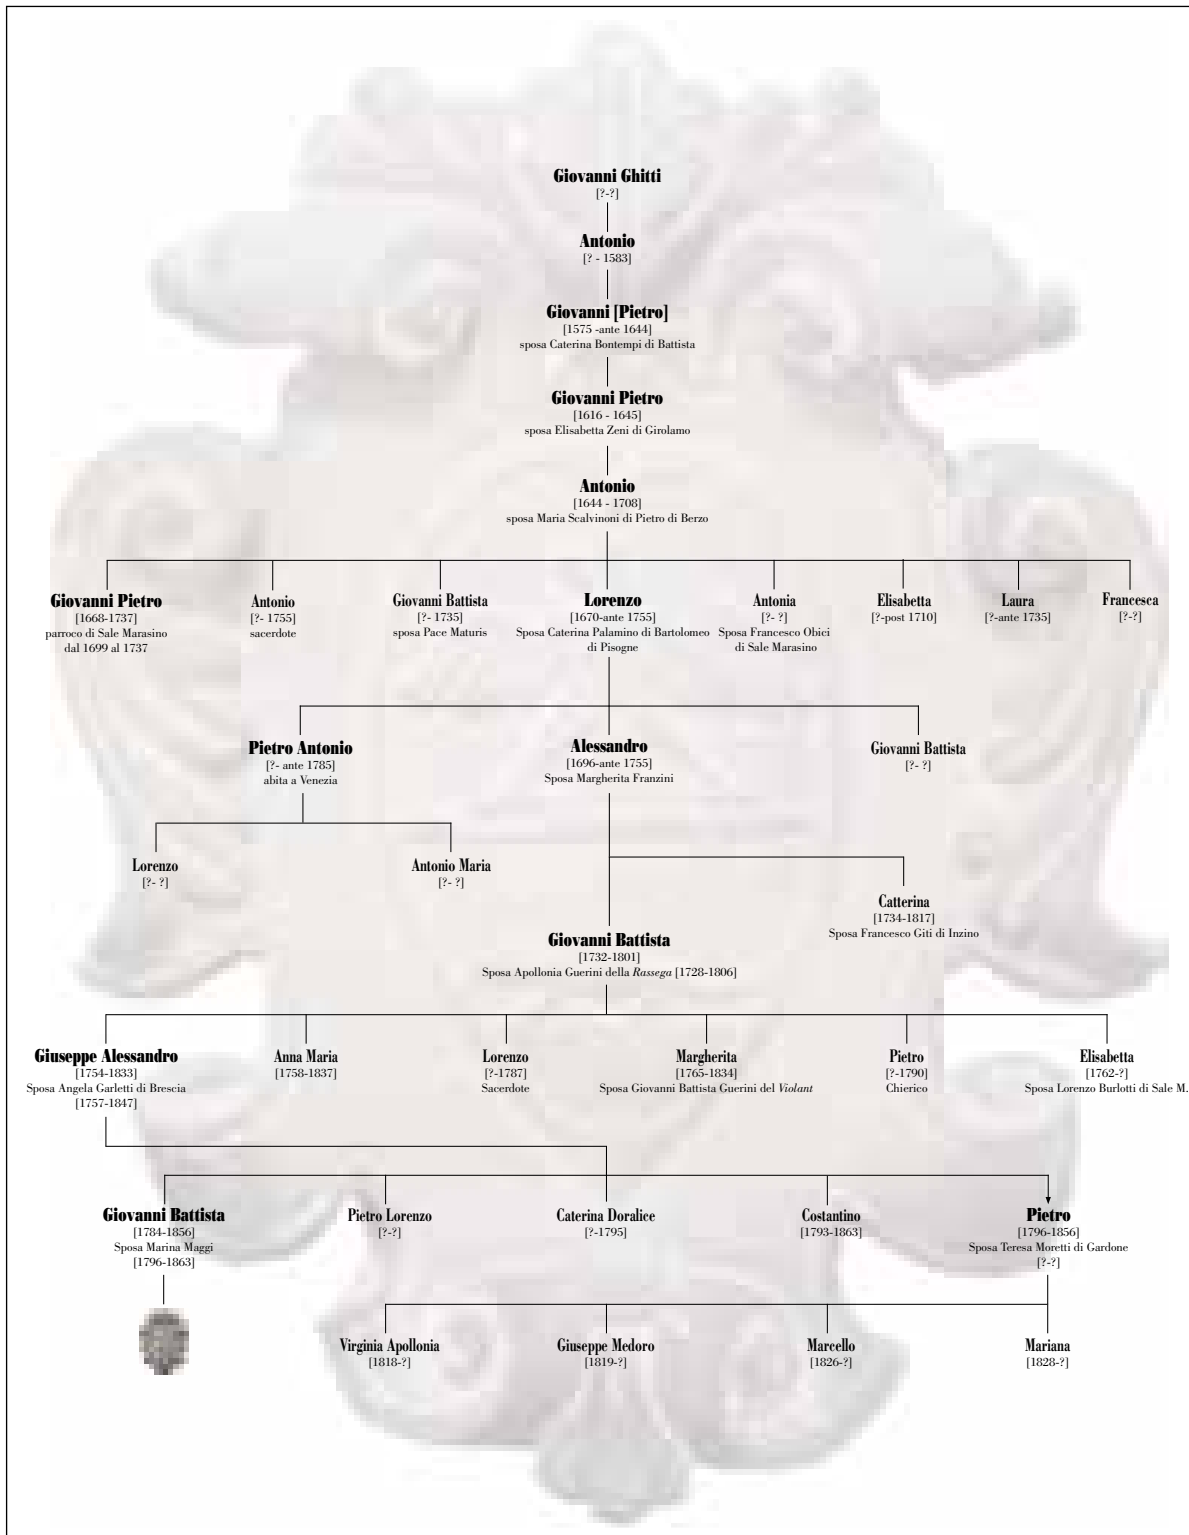 Giovanni Ghitti
[?-?]
Antonio
[? - 1583]
Giovanni [Pietro]
[1575 -ante 1644]
sposa Caterina Bontempi di Battista
Giovanni Pietro
[1616 - 1645]
sposa Elisabetta Zeni di Girolamo
Antonio
[1644 - 1708]
sposa Maria Scalvinoni di Pietro di Berzo
Giovanni Pietro
[1668-1737]
parroco di Sale Marasino
dal 1699 al 1737
Antonio
[?- 1755]
sacerdote
Giovanni Battista
[?- 1735]
sposa Pace Maturis
Lorenzo
[1670-ante 1755]
Sposa Caterina Palamino di Bartolomeo
di Pisogne
Antonia
[?- ?]
Sposa Francesco Obici
di Sale Marasino
Elisabetta
[?-post 1710]
Laura
[?-ante 1735]
Francesca
[?-?]
Pietro Antonio
[?- ante 1785]
abita a Venezia
Alessandro
[1696-ante 1755]
Sposa Margherita Franzini
Giovanni Battista
[?- ?]
Lorenzo
[?- ?]
Antonio Maria
[?- ?]
Catterina
[1734-1817]
Sposa Francesco Giti di Inzino
Giovanni Battista
[1732-1801]
Sposa Apollonia Guerini della Rassega [1728-1806]
Giuseppe Alessandro
[1754-1833]
Sposa Angela Garletti di Brescia
[1757-1847]
Anna Maria
[1758-1837]
Lorenzo
[?-1787]
Sacerdote
Margherita
[1765-1834]
Sposa Giovanni Battista Guerini del Violant
Pietro
[?-1790]
Chierico
Elisabetta
[1762-?]
Sposa Lorenzo Burlotti di Sale M.
Giovanni Battista
[1784-1856]
Sposa Marina Maggi
[1796-1863]
Pietro Lorenzo
[?-?]
Caterina Doralice
[?-1795]
Costantino
[1793-1863]
Pietro
[1796-1856]
Sposa Teresa Moretti di Gardone
[?-?]
Virginia Apollonia
[1818-?]
Giuseppe Medoro
[1819-?]
Marcello
[1826-?]
Mariana
[1828-?]